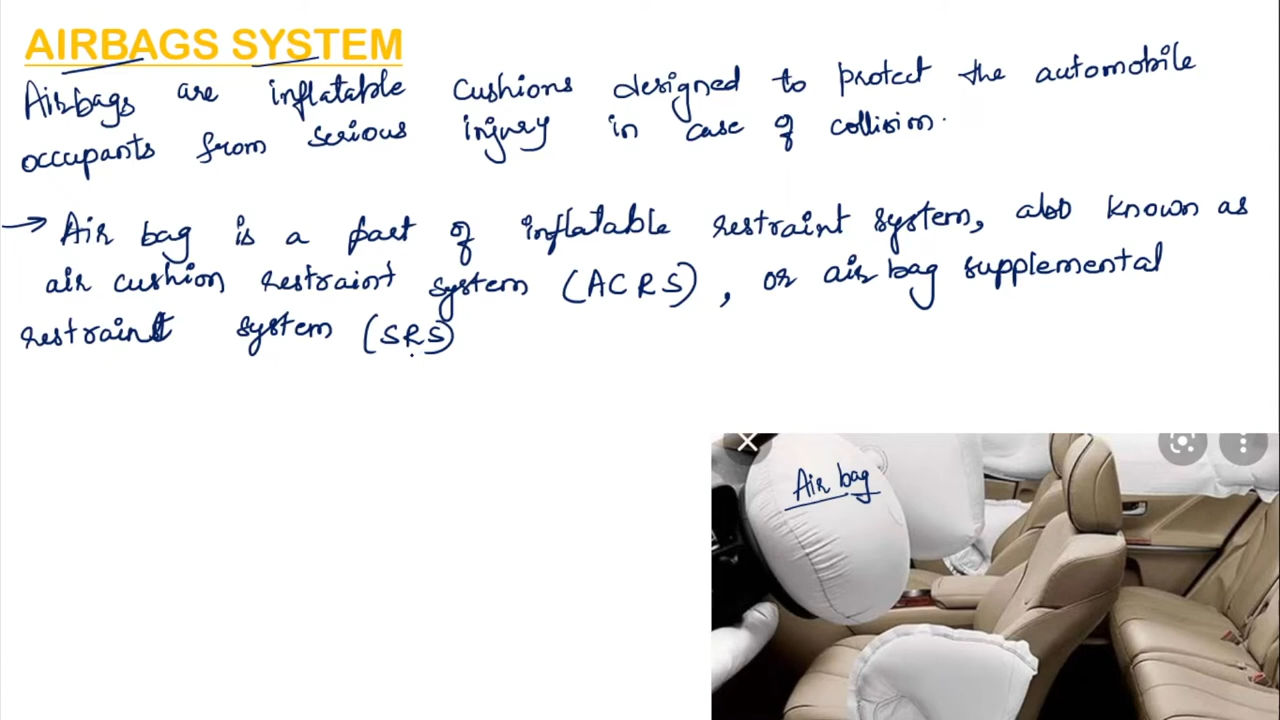 AIRBAGS SYSTEM
Airbags are inflatable cushions designed to protect the automobile
occupants from serious injury in case of collision.
→ Air bag is a part of inflatable restraint system, also known as
air cushion restraint system (ACRS), or air bag supplemental
restraint system (SRS)
Air bag